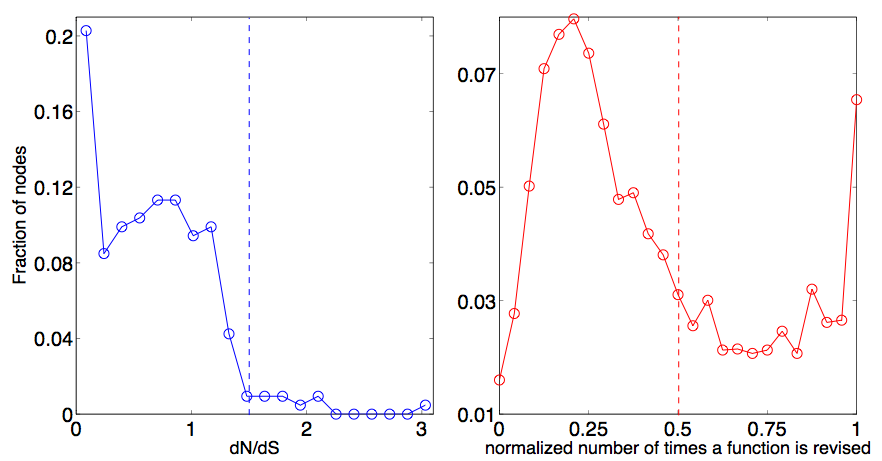 0.2
0.16
0.12
0.08
0.04
0
0 1 2 3
Fraction of nodes
dN/dS
0.07
0.05
0.03
0.01
0 0.25 0.5 0.75 1
normalized number of times a function is revised